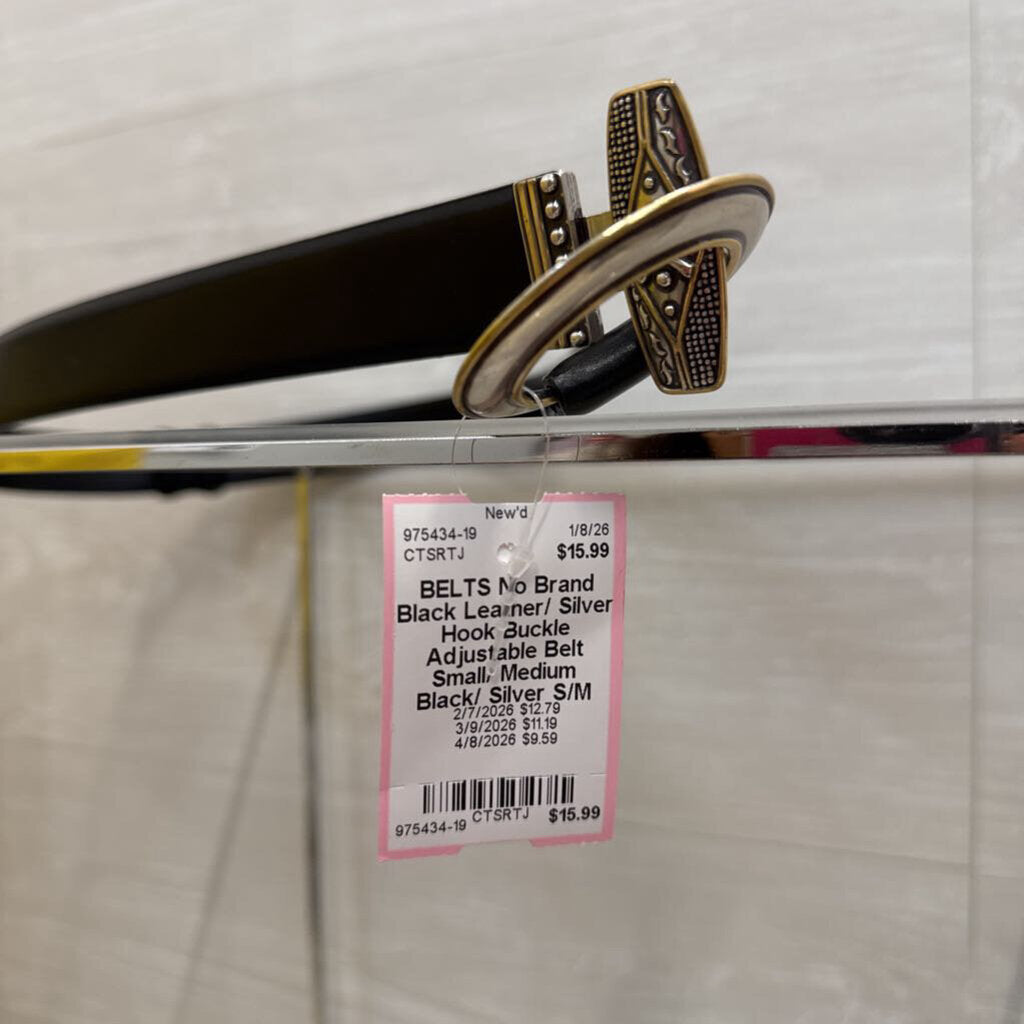 New'd
975434-19 1/8/26
CTSRTJ $15.99
BELTS No Brand
Black Leather/ Silver
Hook Buckle
Adjustable Belt
Small/ Medium
Black/ Silver S/M
2/7/2026 $12.79
3/9/2026 $11.19
4/8/2026 $9.59
975434-19 CTSRTJ $15.99